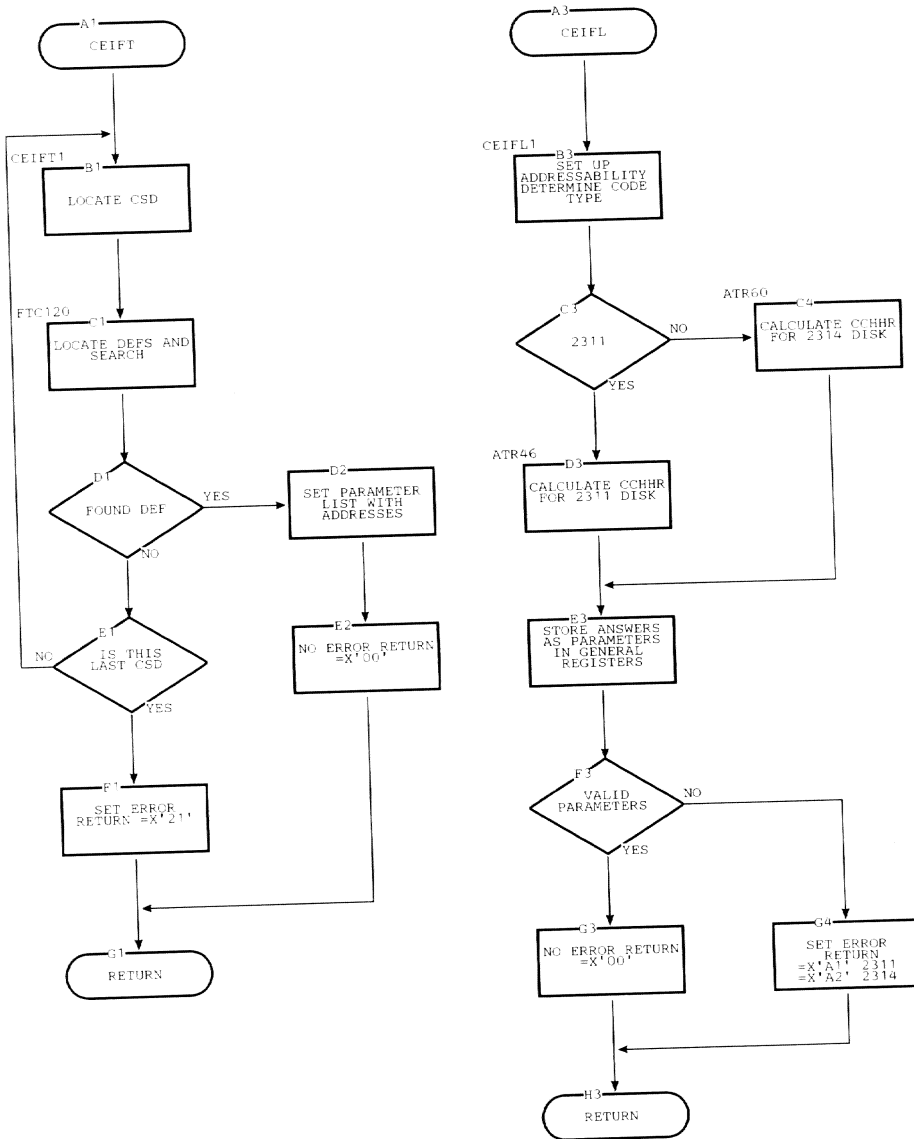 A1
CEIFT
CEIFT1
B1
LOCATE CSD
FTC120
C1
LOCATE DEFS AND
SEARCH
D1
FOUND DEF
YES
NO
D2
SET PARAMETER
LIST WITH
ADDRESSES
E1
IS THIS
LAST CSD
NO
YES
E2
NO ERROR RETURN
=X'00'
F1
SET ERROR
RETURN =X'21'
G1
RETURN
A3
CEIFL
CEIFL1
B3
SET UP
ADDRESSABILITY
DETERMINE CODE
TYPE
C3
2311
NO
YES
ATR60
C4
CALCULATE CCHHR
FOR 2314 DISK
ATR46
D3
CALCULATE CCHHR
FOR 2311 DISK
E3
STORE ANSWERS
AS PARAMETERS
IN GENERAL
REGISTERS
F3
VALID
PARAMETERS
NO
YES
G3
NO ERROR RETURN
=X'00'
G4
SET ERROR
RETURN
=X'A1' 2311
=X'A2' 2314
H3
RETURN